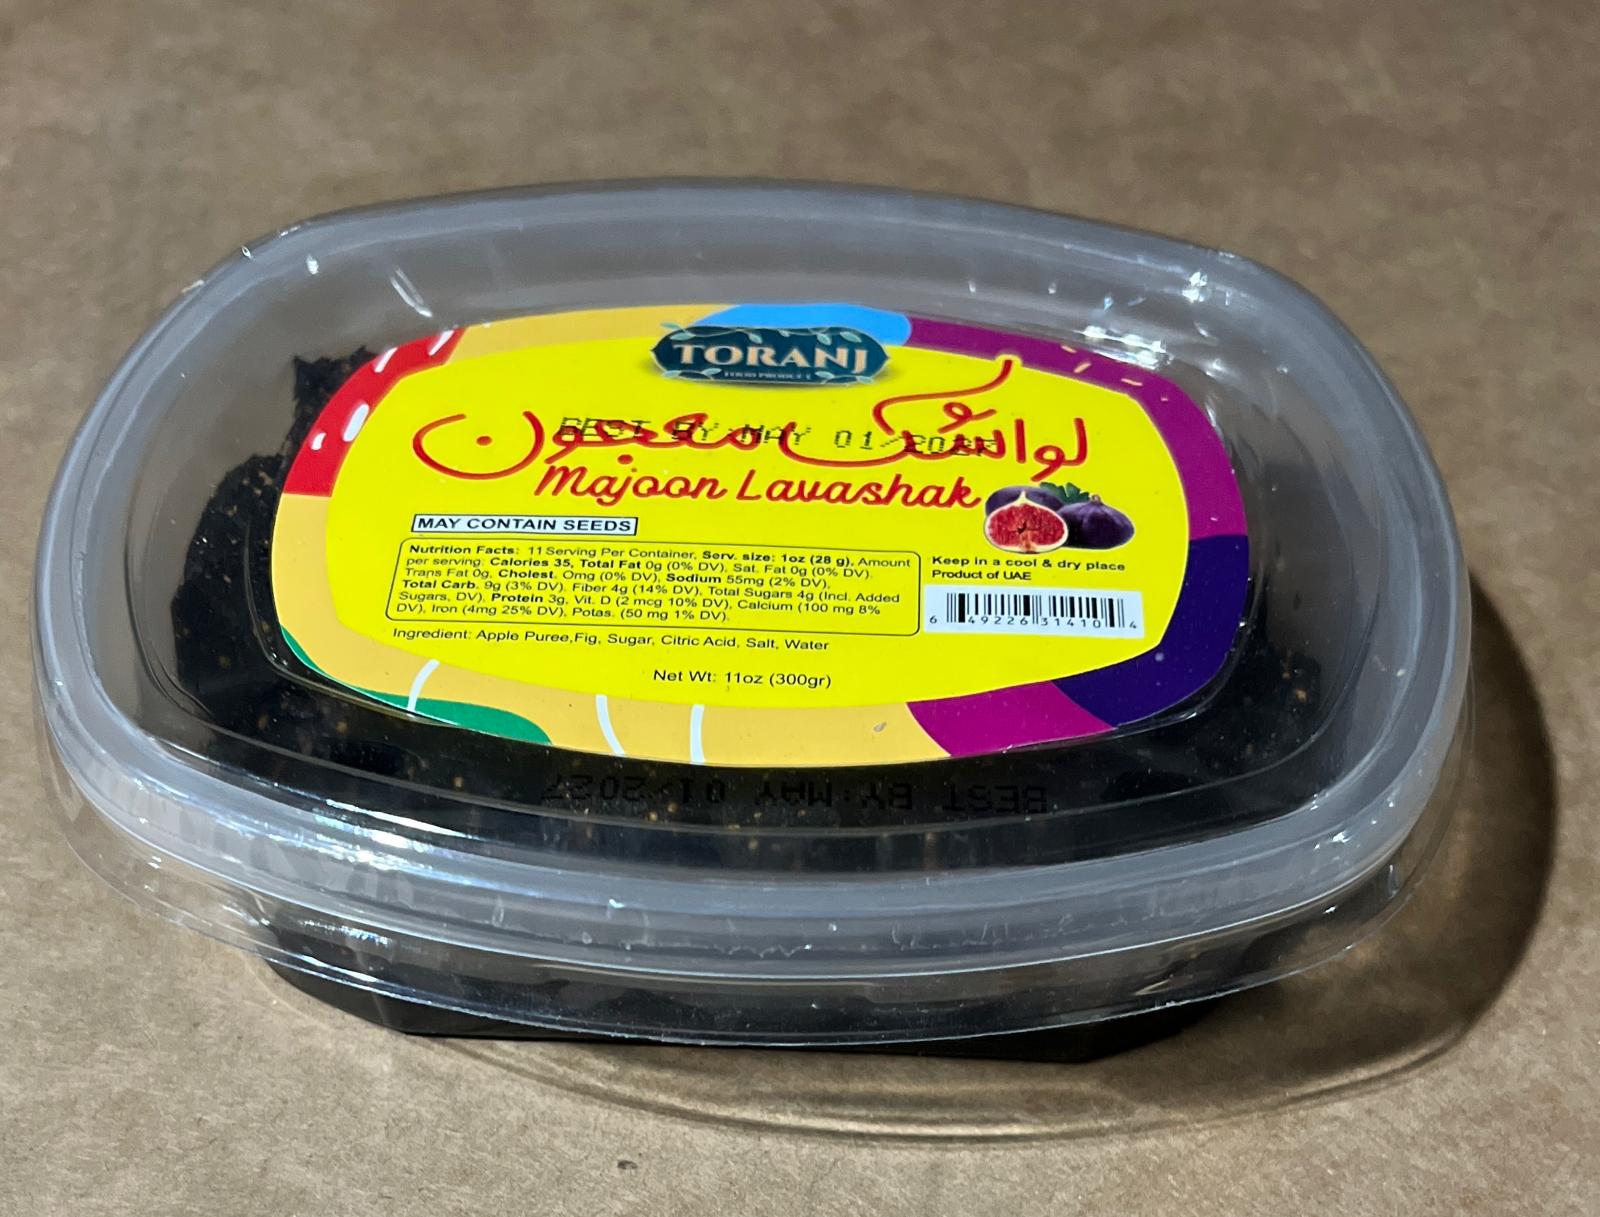 TORANJ
FOOD PRODUCT
لواشک معجون
BEST BY:MAY 01/2027
Majoon Lavashak
MAY CONTAIN SEEDS
Nutrition Facts: 11 Serving Per Container, Serv. size: 1oz (28 g), Amount
per serving: Calories 35, Total Fat 0g (0% DV), Sat. Fat 0g (0% DV),
Trans Fat 0g, Cholest. 0mg (0% DV), Sodium 55mg (2% DV),
Total Carb. 9g (3% DV), Fiber 4g (14% DV), Total Sugars 4g (Incl. Added
Sugars, DV), Protein 3g, Vit. D (2 mcg 10% DV), Calcium (100 mg 8%
DV), Iron (4mg 25% DV), Potas. (50 mg 1% DV).
Keep in a cool & dry place
Product of UAE
6 49226 31410 4
Ingredient: Apple Puree,Fig, Sugar, Citric Acid, Salt, Water
Net Wt: 11oz (300gr)
BEST BY:MAY 01/2027